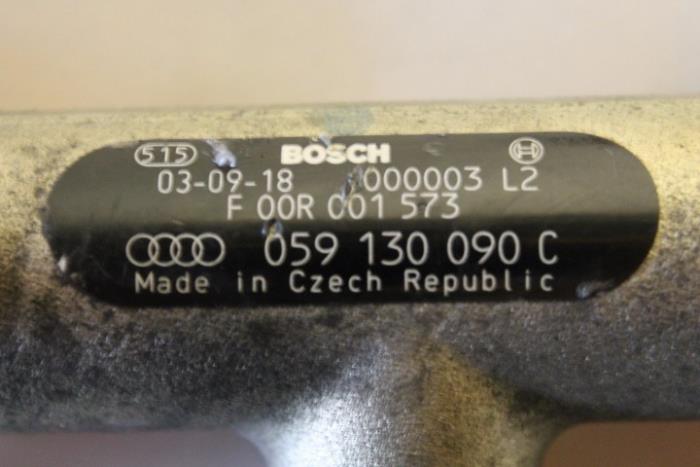 515 BOSCH
03-09-18 000003 L2
F 00R 001 573
059 130 090 C
Made in Czech Republic